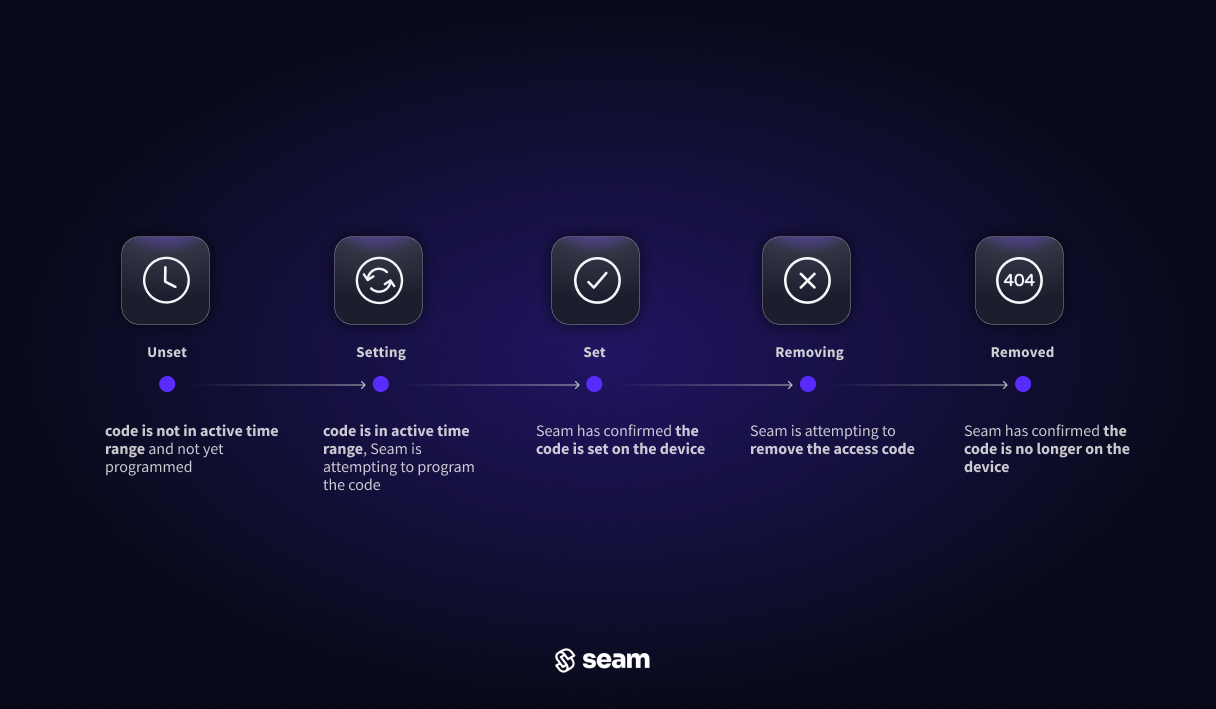 404
Unset
Setting
Set
Removing
Removed
code is not in active time
range and not yet
programmed
code is in active time
range, Seam is
attempting to program
the code
Seam has confirmed the
code is set on the device
Seam is attempting to
remove the access code
Seam has confirmed the
code is no longer on the
device
seam